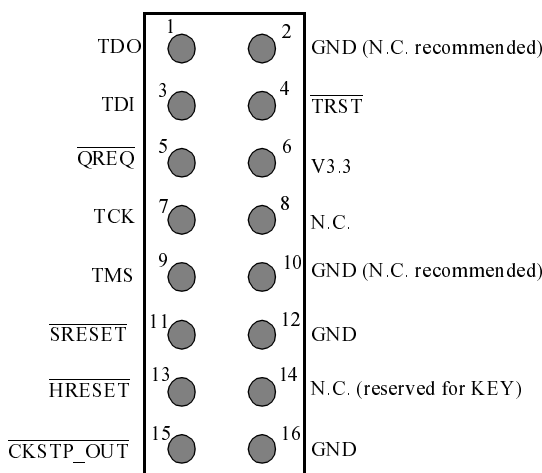 TDO 1 2 GND (N.C. recommended)
TDI 3 4 TRST
QREQ 5 6 V3.3
TCK 7 8 N.C.
TMS 9 10 GND (N.C. recommended)
SRESET 11 12 GND
HRESET 13 14 N.C. (reserved for KEY)
CKSTP_OUT 15 16 GND